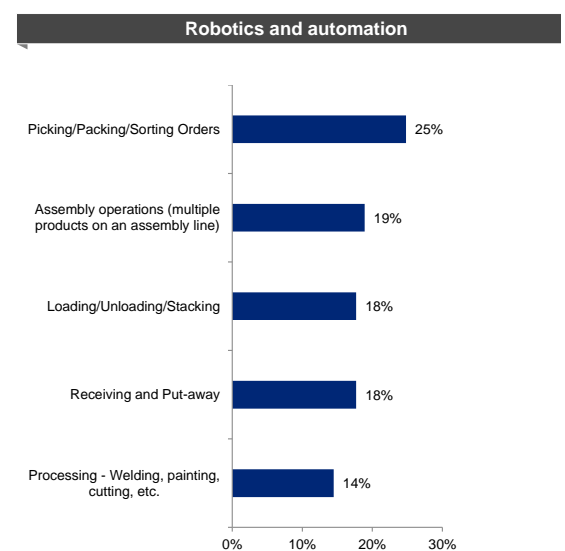 Robotics and automation
Picking/Packing/Sorting Orders
25%
Assembly operations (multiple
products on an assembly line)
19%
Loading/Unloading/Stacking
18%
Receiving and Put-away
18%
Processing - Welding, painting,
cutting, etc.
14%
0%
10%
20%
30%